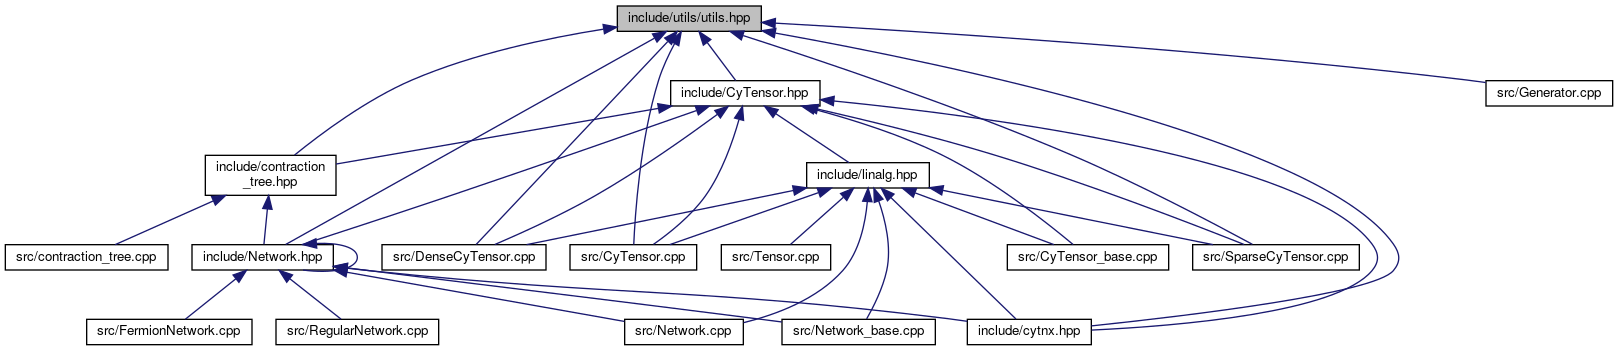 include/utils/utils.hpp
include/CyTensor.hpp
src/Generator.cpp
include/contraction
_tree.hpp
include/linalg.hpp
src/contraction_tree.cpp
include/Network.hpp
src/DenseCyTensor.cpp
src/CyTensor.cpp
src/Tensor.cpp
src/CyTensor_base.cpp
src/SparseCyTensor.cpp
src/FermionNetwork.cpp
src/RegularNetwork.cpp
src/Network.cpp
src/Network_base.cpp
include/cytnx.hpp